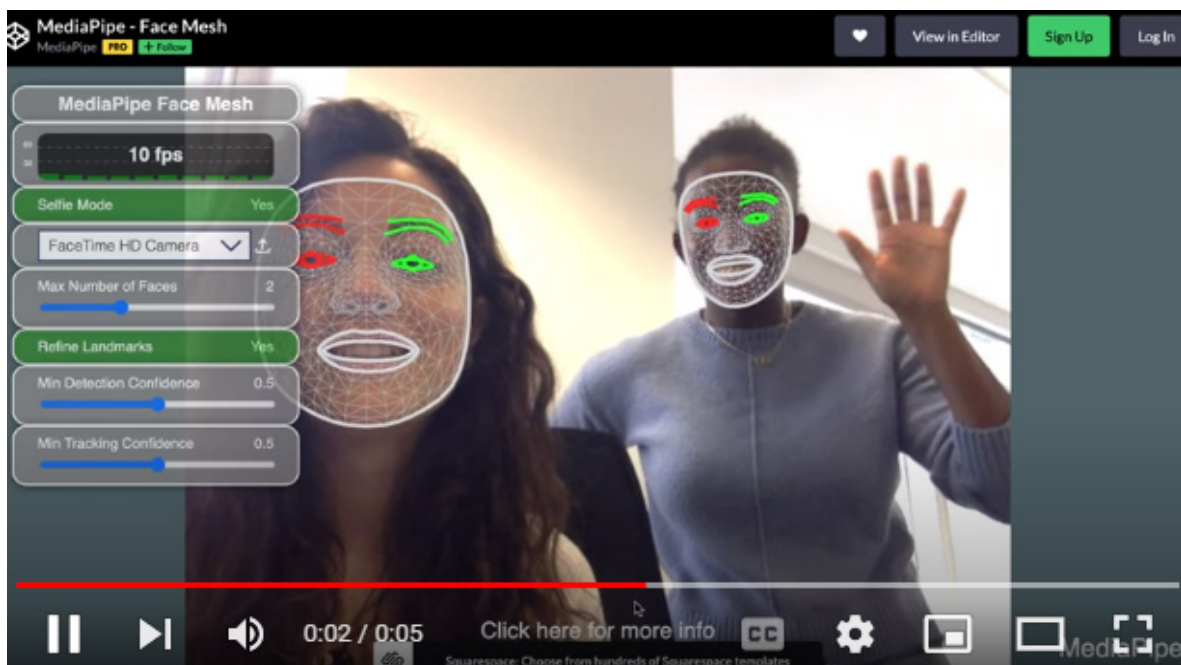 MediaPipe - Face Mesh
MediaPipe PRO + Follow
View in Editor
Sign Up
Log In
MediaPipe Face Mesh
10 fps
Selfie Mode Yes
FaceTime HD Camera
Max Number of Faces 2
Refine Landmarks Yes
Min Detection Confidence 0.5
Min Tracking Confidence 0.5
0:02 / 0:05
Click here for more info
CC
MediaPipe
Squarespace: Choose from hundreds of Squarespace templates